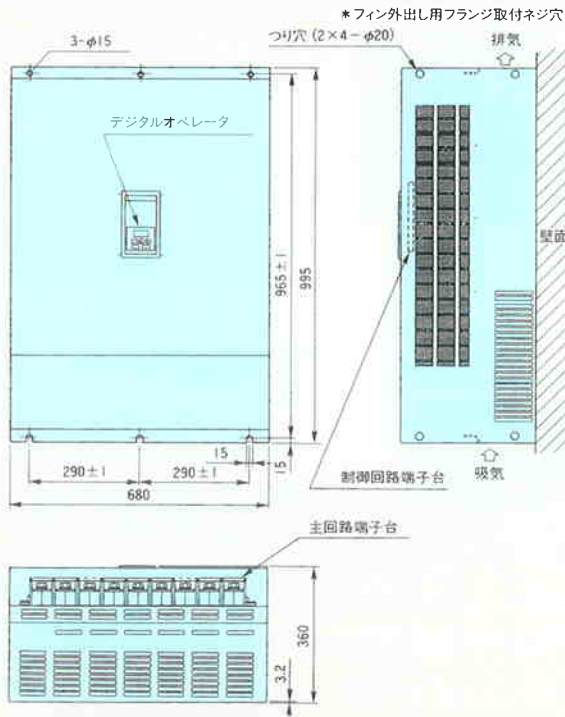 *フィン外出し用フランジ取付ネジ穴
3-φ15
つり穴(2×4-φ20)
排気
デジタルオペレータ
965±1
995
壁面
15
15
290±1
290±1
680
制御回路端子台
吸気
主回路端子台
360
3.2